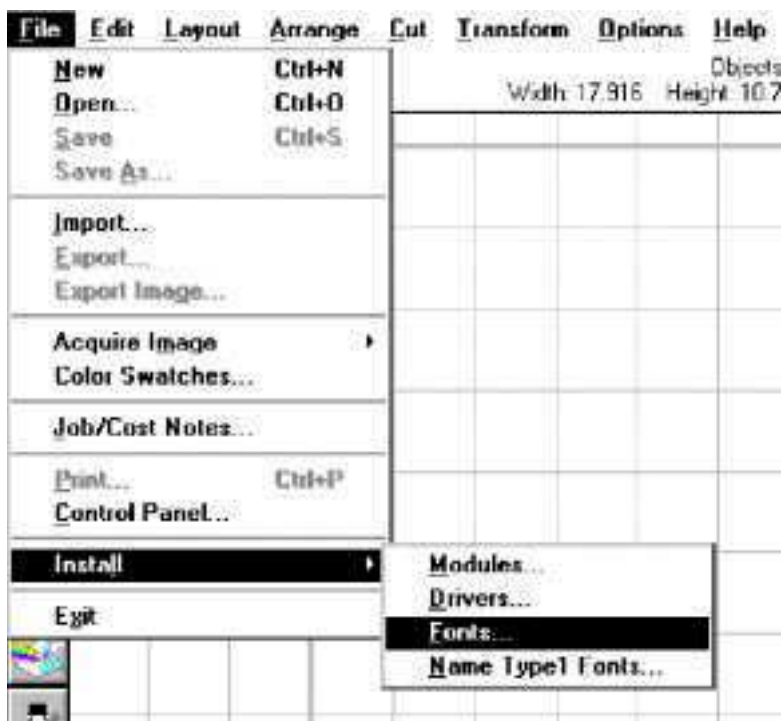 File Edit Layout Arrange Cut Transform Options Help
New Ctrl+N
Objects
Open... Ctrl+O
Width: 17.916 Height: 10.7
Save Ctrl+S
Save As...
Import...
Export...
Export Image...
Acquire Image
Color Swatches...
Job/Cost Notes...
Print... Ctrl+P
Control Panel...
Install
Modules...
Drivers...
Exit
Fonts...
Name Type1 Fonts...